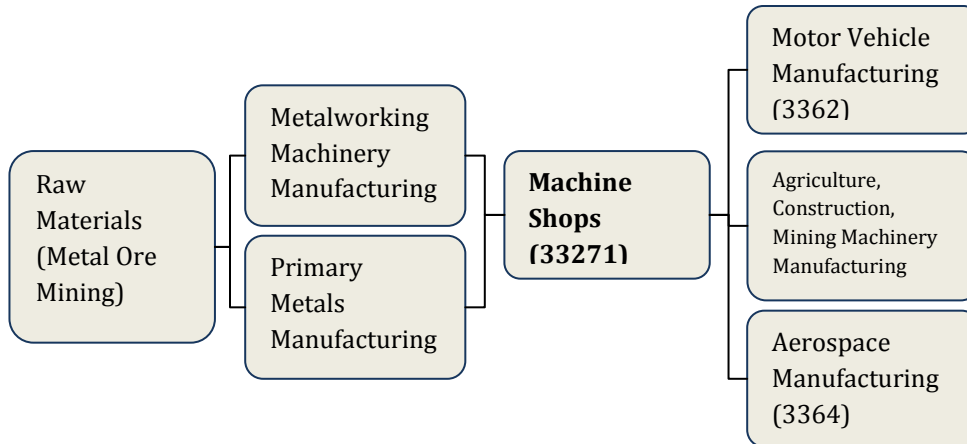 Raw
Materials
(Metal Ore
Mining)
Metalworking
Machinery
Manufacturing
Primary
Metals
Manufacturing
Machine
Shops
(33271)
Motor Vehicle
Manufacturing
(3362)
Agriculture,
Construction,
Mining Machinery
Manufacturing
Aerospace
Manufacturing
(3364)